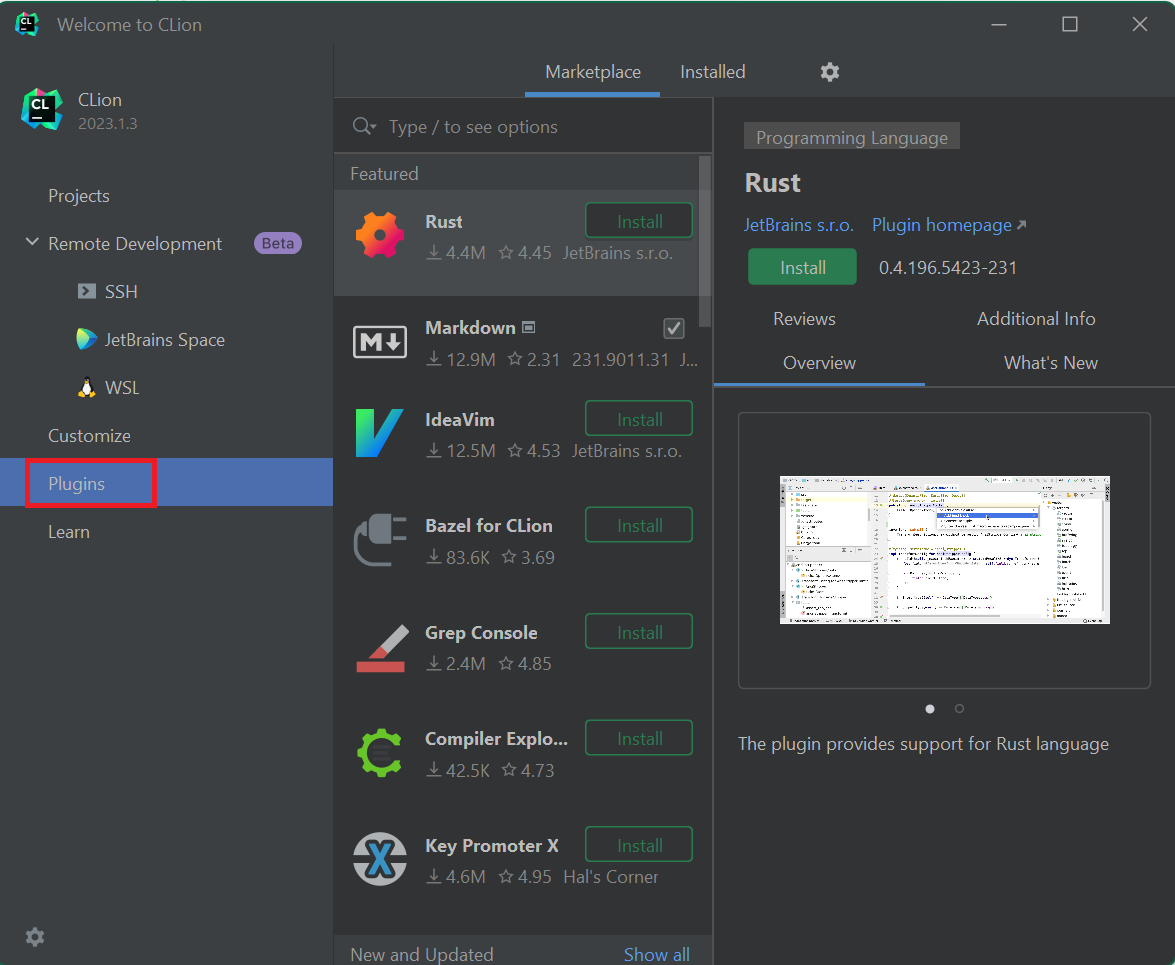 CL
Welcome to CLion
CL
CLion
2023.1.3
Projects
Remote Development Beta
SSH
JetBrains Space
WSL
Customize
Plugins
Learn
Marketplace Installed
Type / to see options
Featured
Rust Install
4.4M 4.45 JetBrains s.r.o.
Markdown
12.9M 2.31 231.9011.31 J...
IdeaVim Install
12.5M 4.53 JetBrains s.r.o.
Bazel for CLion Install
83.6K 3.69
Grep Console Install
2.4M 4.85
Compiler Explo... Install
42.5K 4.73
Key Promoter X Install
4.6M 4.95 Hal's Corner
New and Updated Show all
Programming Language
Rust
JetBrains s.r.o. Plugin homepage
Install 0.4.196.5423-231
Reviews Additional Info
Overview What's New
The plugin provides support for Rust language